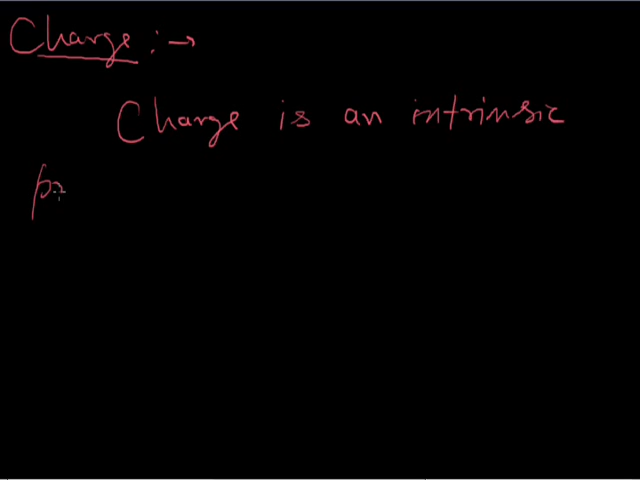 Charge : →
Charge is an intrinsic